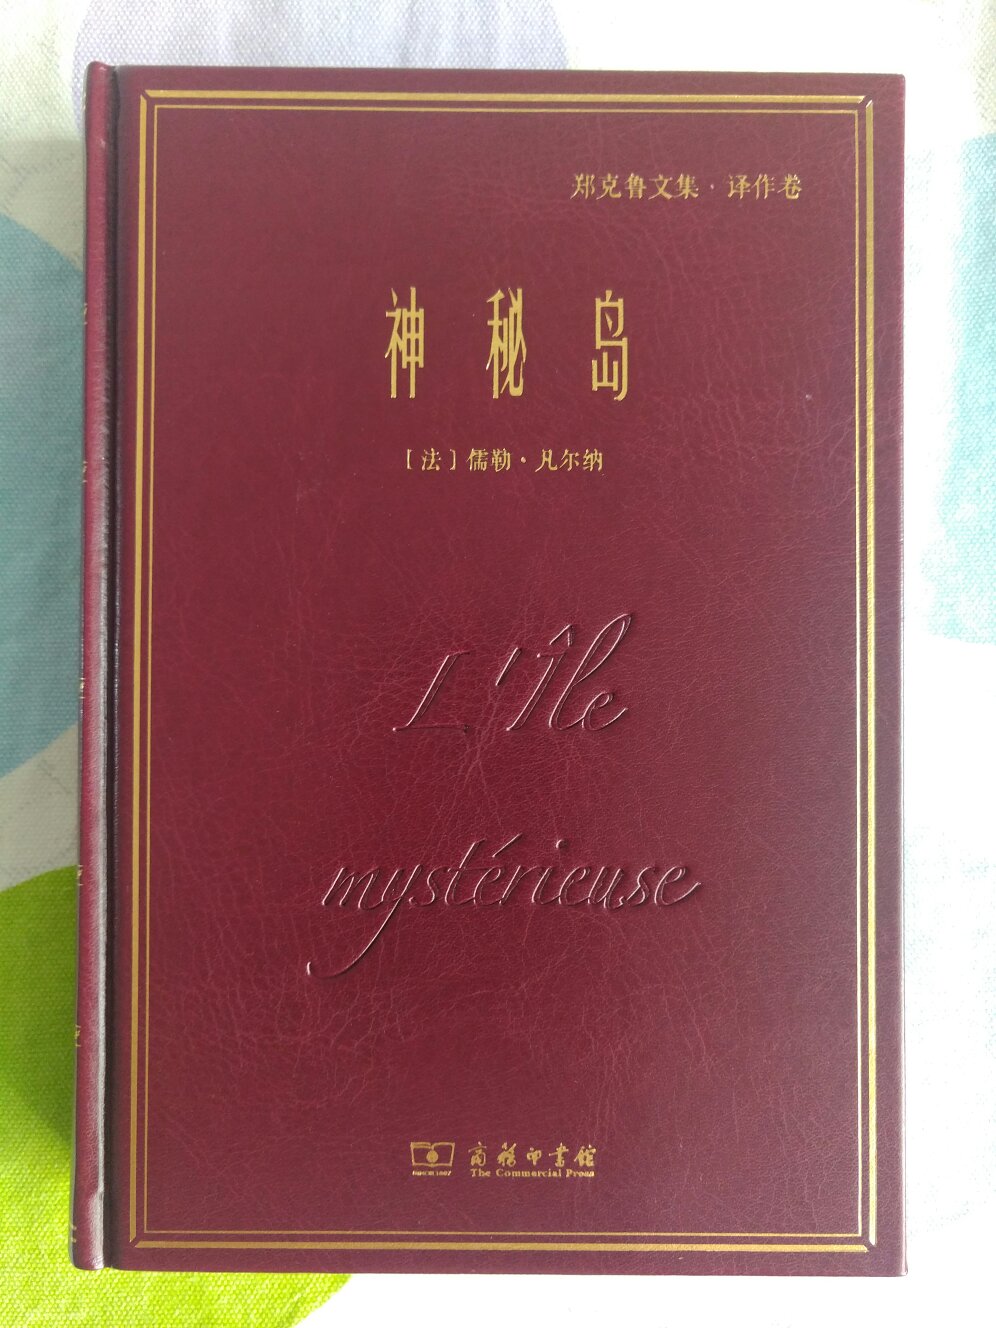 郑克鲁文集·译作卷
神秘岛
[法]儒勒·凡尔纳
L'Île
mystérieuse
商务印书馆
The Commercial Press